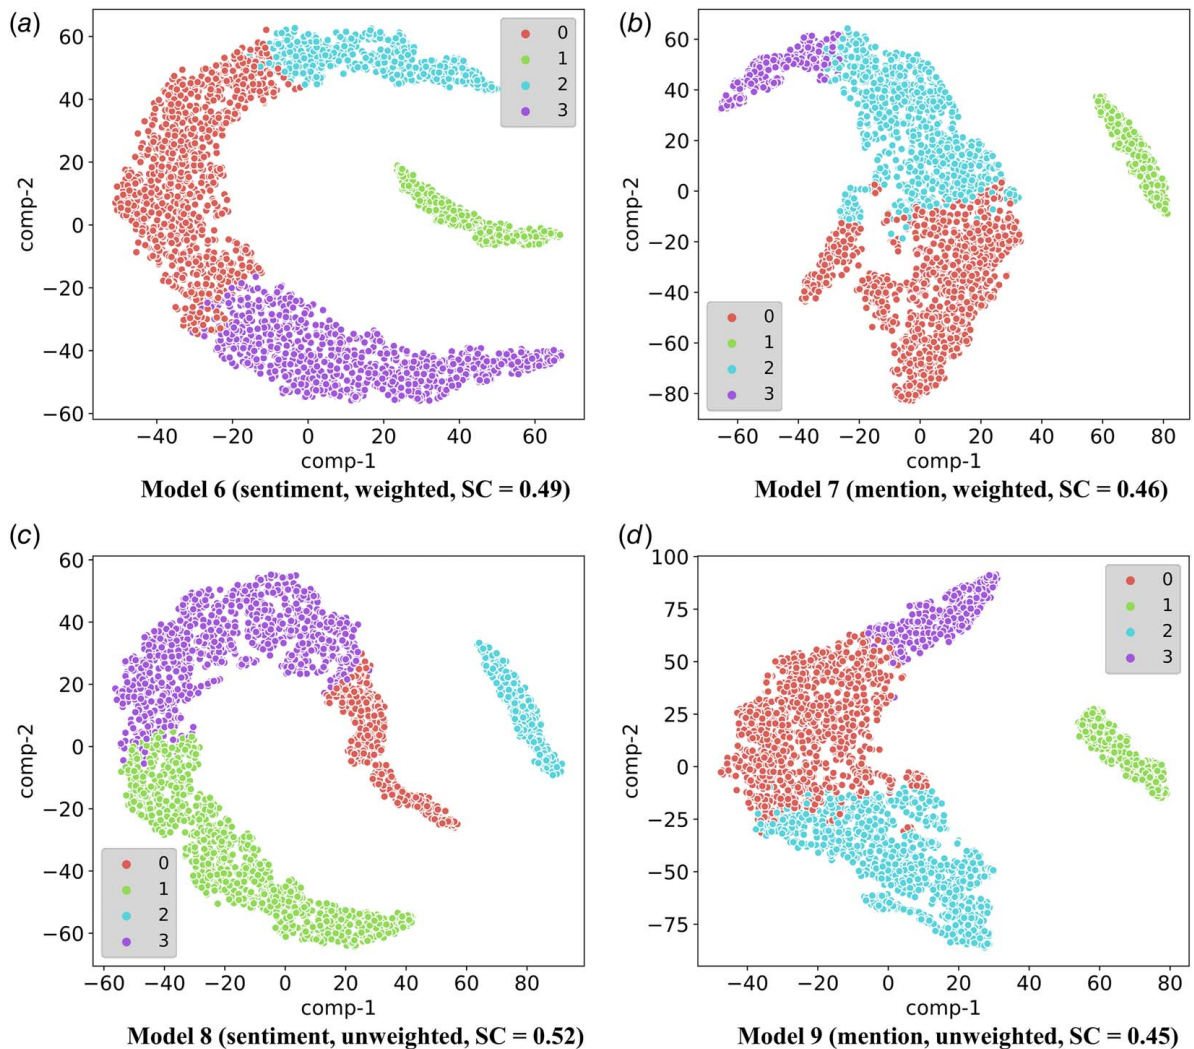 (a)
60
40
20
0
−20
−40
−60
comp-2
−40 −20 0 20 40 60
comp-1
0
1
2
3
Model 6 (sentiment, weighted, SC = 0.49)
(b)
60
40
20
0
−20
−40
−60
−80
comp-2
−60 −40 −20 0 20 40 60 80
comp-1
0
1
2
3
Model 7 (mention, weighted, SC = 0.46)
(c)
60
40
20
0
−20
−40
−60
comp-2
−60 −40 −20 0 20 40 60 80
comp-1
0
1
2
3
Model 8 (sentiment, unweighted, SC = 0.52)
(d)
100
75
50
25
0
−25
−50
−75
comp-2
−40 −20 0 20 40 60 80
comp-1
0
1
2
3
Model 9 (mention, unweighted, SC = 0.45)